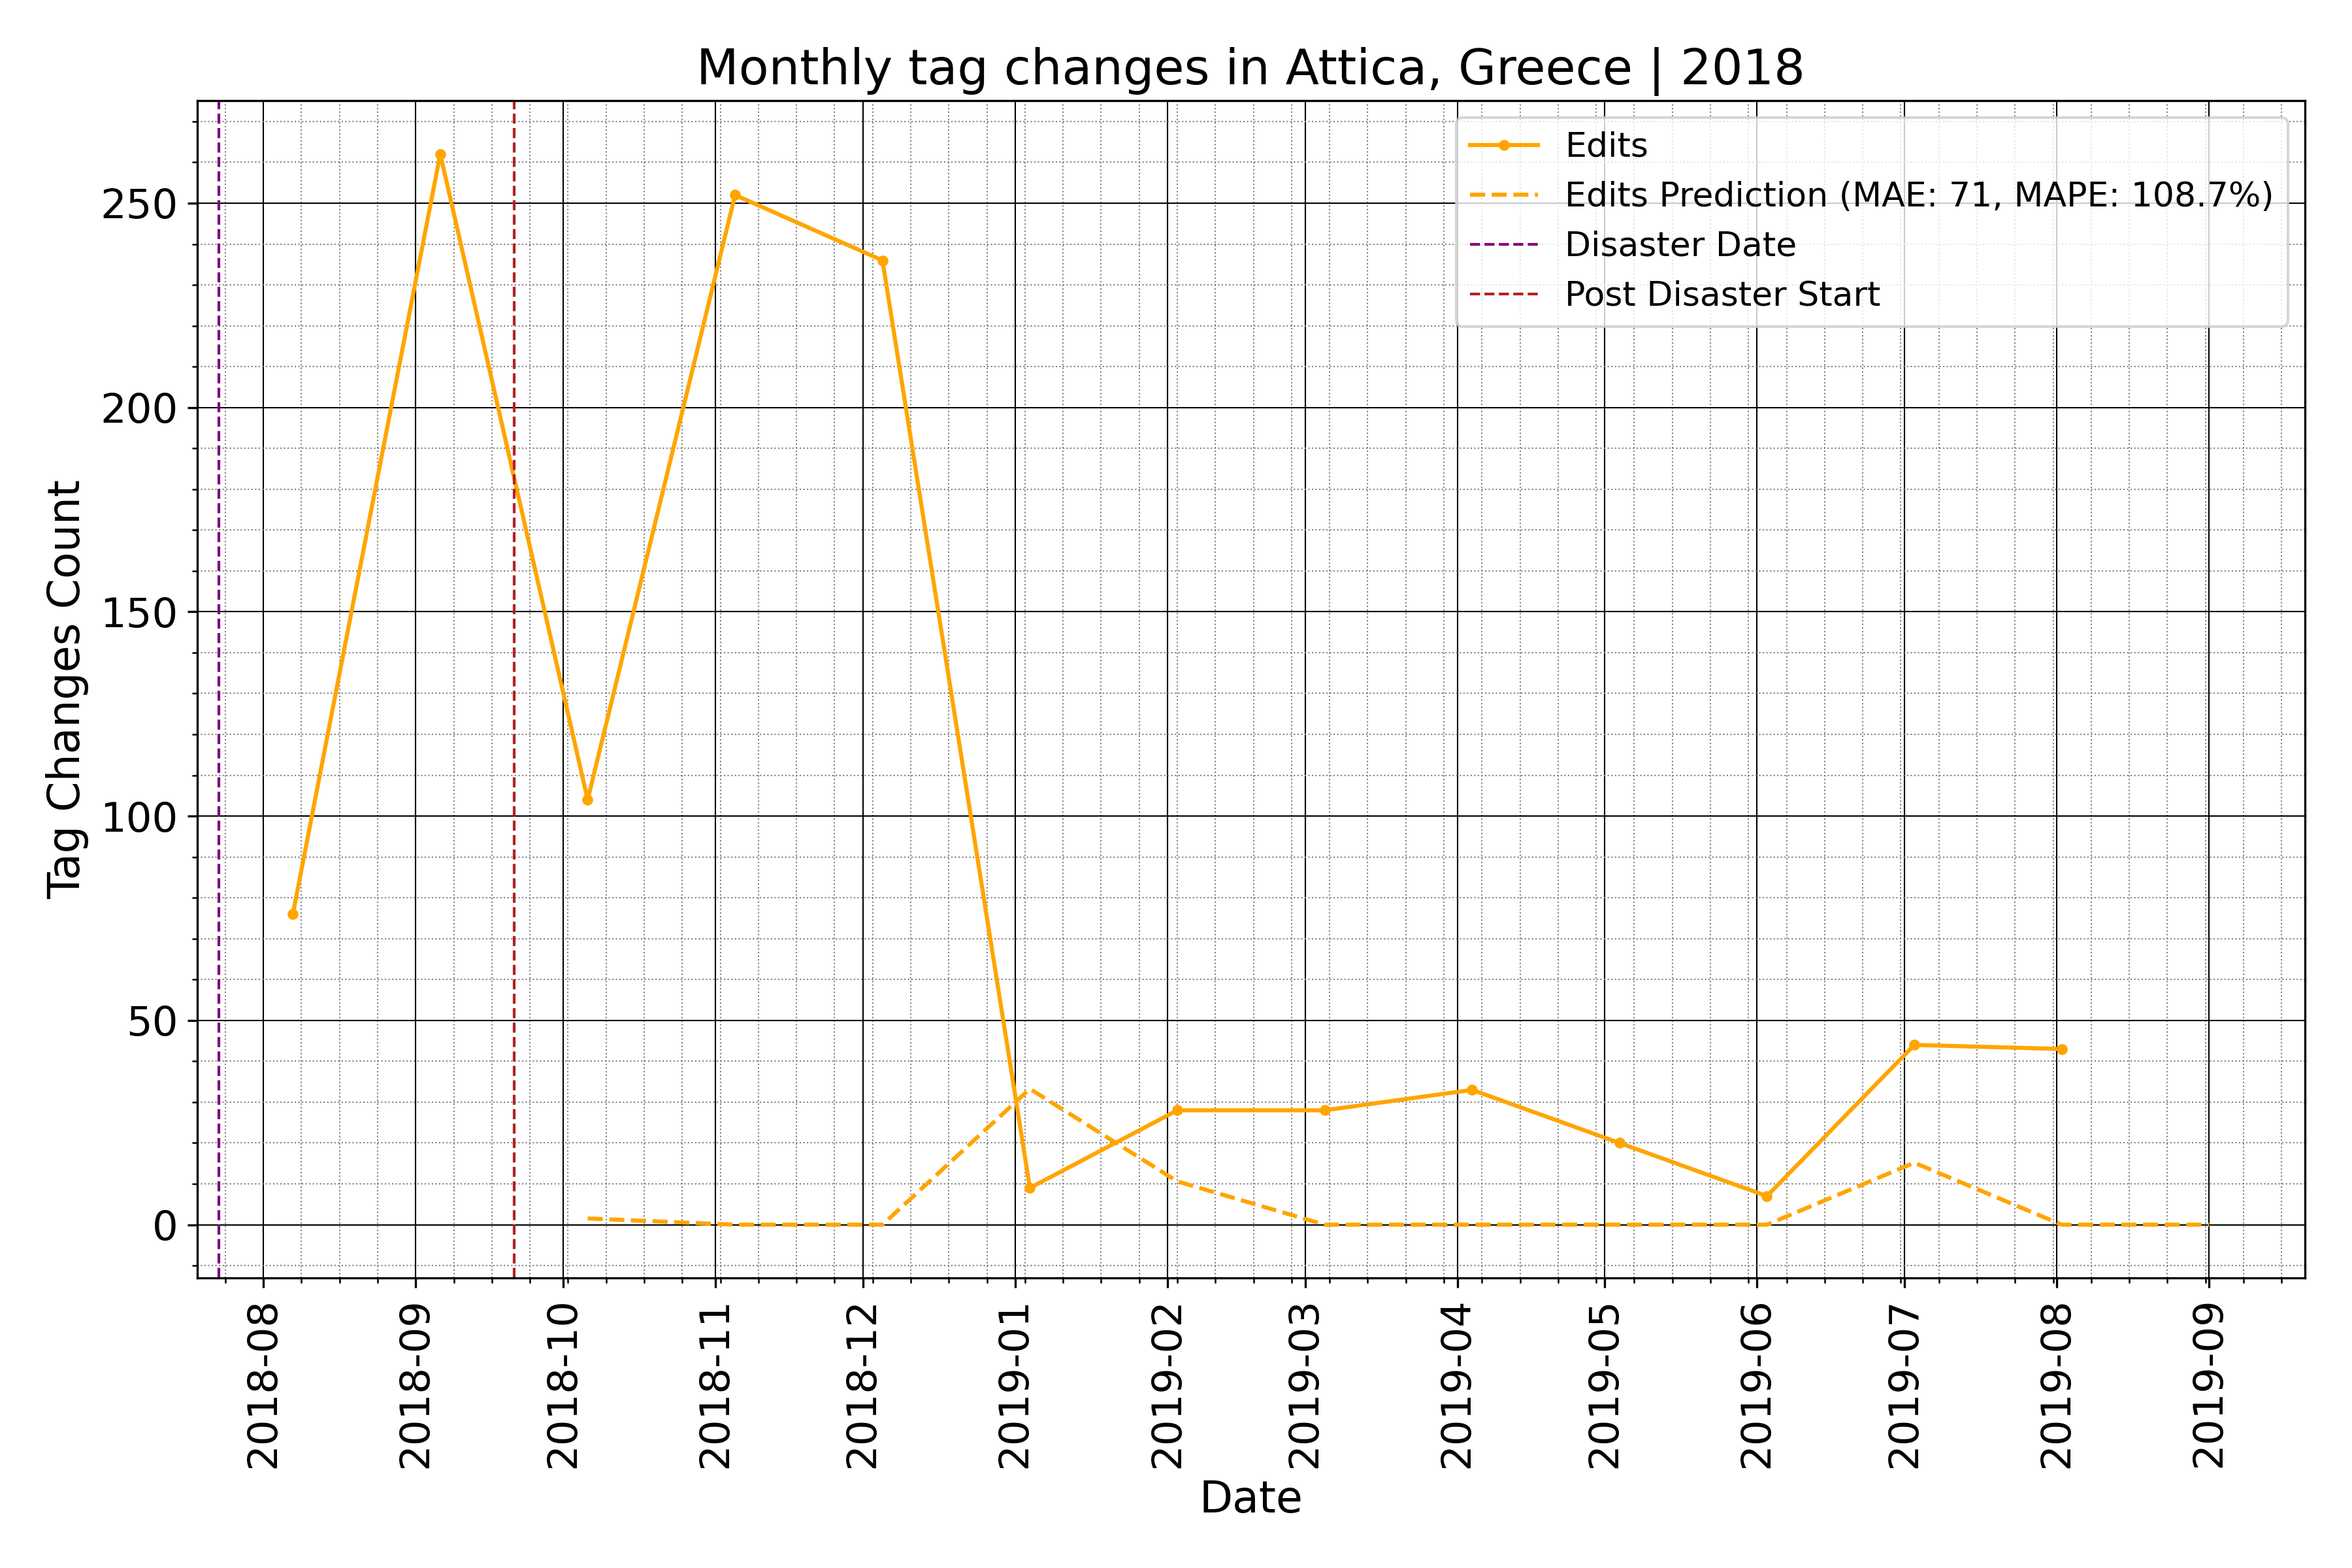 Monthly tag changes in Attica, Greece | 2018
Edits
Edits Prediction (MAE: 71, MAPE: 108.7%)
Disaster Date
Post Disaster Start
Tag Changes Count
250
200
150
100
50
0
2018-08
2018-09
2018-10
2018-11
2018-12
2019-01
2019-02
2019-03
2019-04
2019-05
2019-06
2019-07
2019-08
2019-09
Date